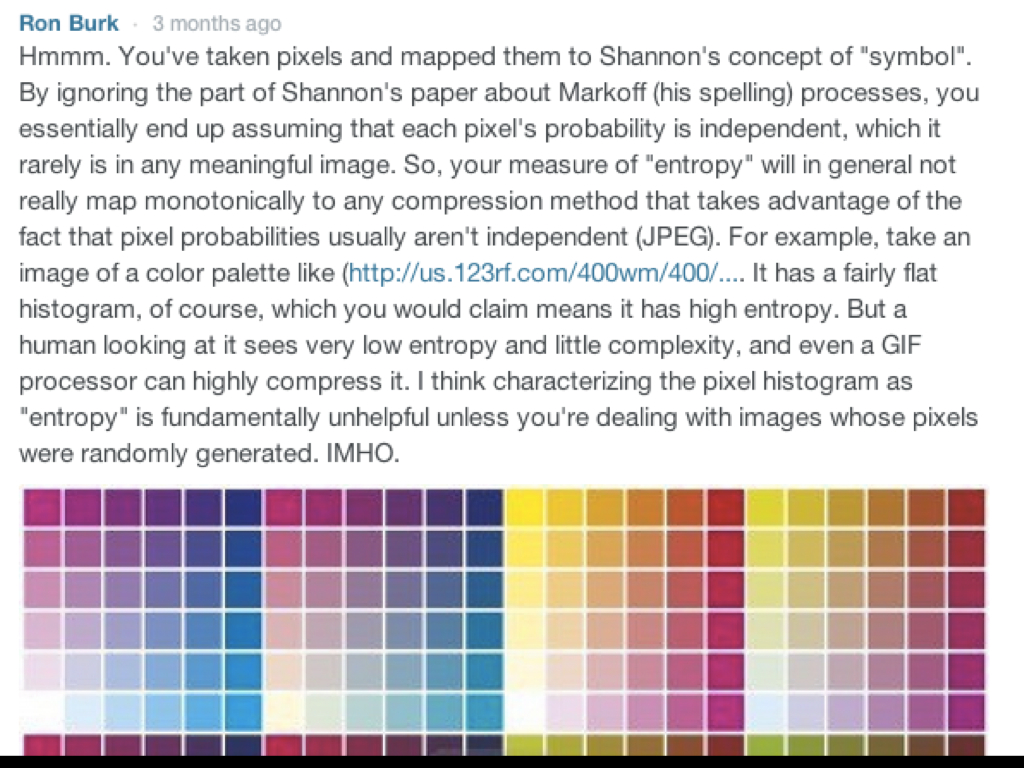 Ron Burk · 3 months ago
Hmmm. You've taken pixels and mapped them to Shannon's concept of "symbol".
By ignoring the part of Shannon's paper about Markoff (his spelling) processes, you
essentially end up assuming that each pixel's probability is independent, which it
rarely is in any meaningful image. So, your measure of "entropy" will in general not
really map monotonically to any compression method that takes advantage of the
fact that pixel probabilities usually aren't independent (JPEG). For example, take an
image of a color palette like (http://us.123rf.com/400wm/400/.... It has a fairly flat
histogram, of course, which you would claim means it has high entropy. But a
human looking at it sees very low entropy and little complexity, and even a GIF
processor can highly compress it. I think characterizing the pixel histogram as
"entropy" is fundamentally unhelpful unless you're dealing with images whose pixels
were randomly generated. IMHO.